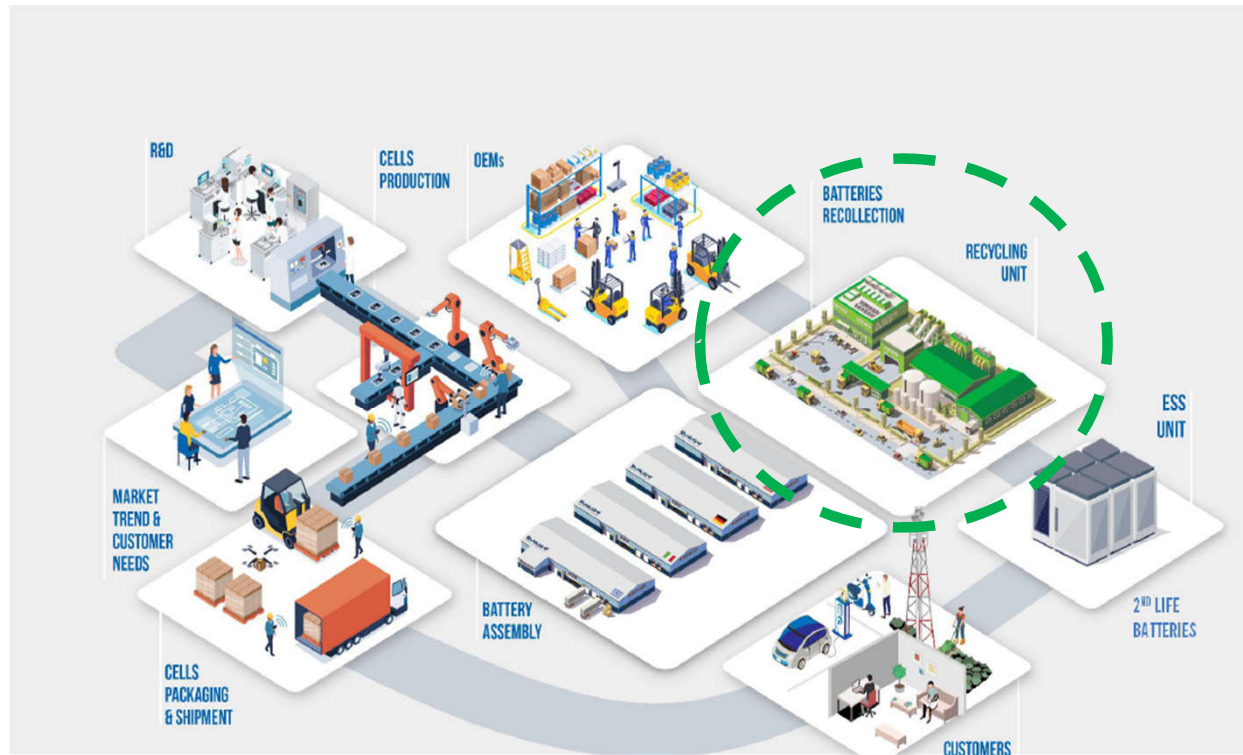 R&D
CELLS
PRODUCTION
OEMs
BATTERIES
RECOLLECTION
RECYCLING
UNIT
ESS
UNIT
MARKET
TREND &
CUSTOMER
NEEDS
BATTERY
ASSEMBLY
2ND LIFE
BATTERIES
CELLS
PACKAGING
& SHIPMENT
CUSTOMERS